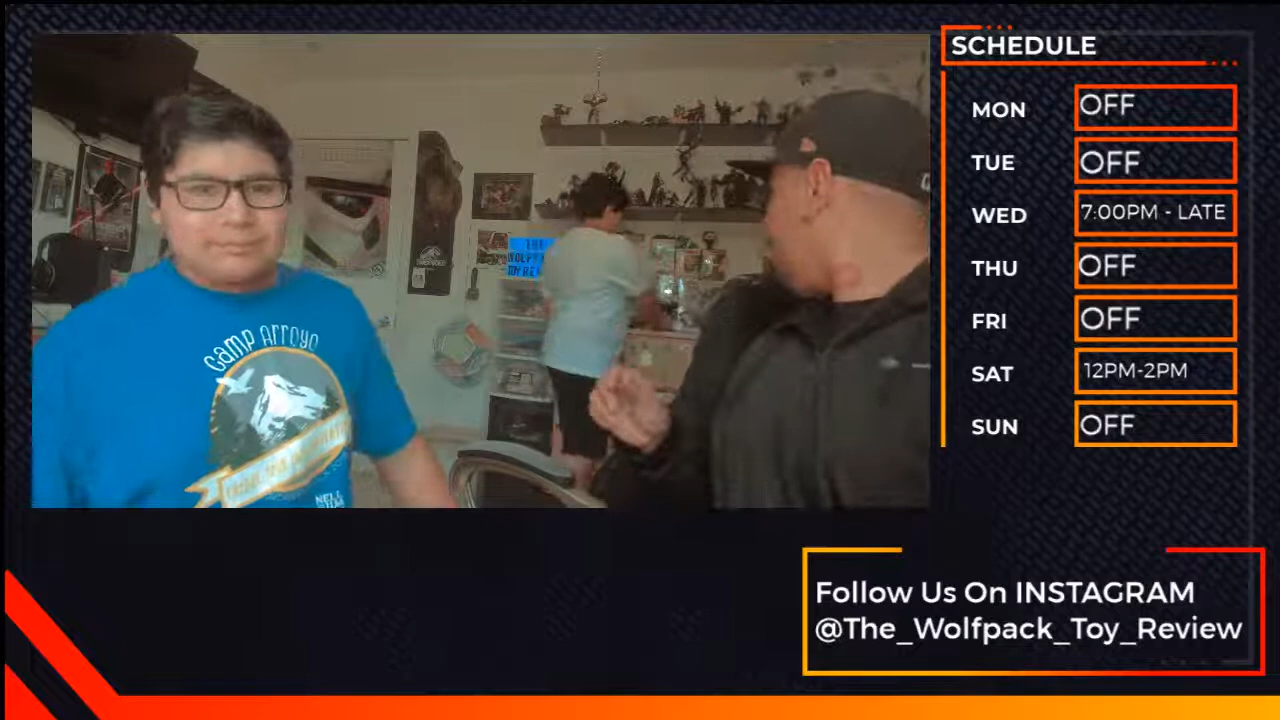 SCHEDULE
MON OFF
TUE OFF
WED 7:00PM - LATE
THU OFF
FRI OFF
SAT 12PM-2PM
SUN OFF
CAMP ARROYO
THE
Follow Us On INSTAGRAM
@The_Wolfpack_Toy_Review